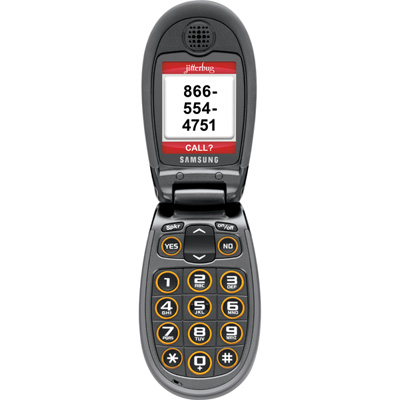 jitterbug
866-
554-
4751
CALL?
SAMSUNG
Spkr
on/off
YES
NO
1
2
ABC
3
DEF
4
GHI
5
JKL
6
MNO
7
PQRS
8
TUV
9
WXYZ
*
0
+
#